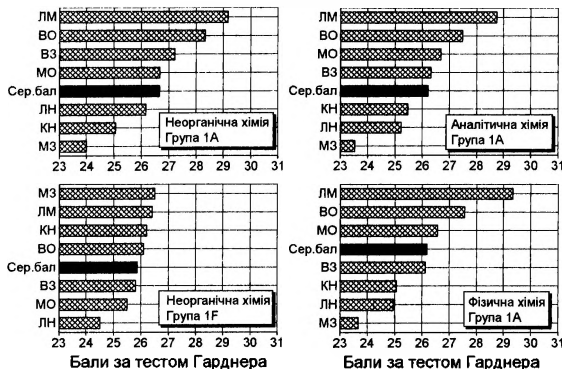 ЛМ
ВО
ВЗ
МО
Сер.бал
ЛН
КН
МЗ
23 24 25 26 27 28 29 30 31
Неорганічна хімія
Група 1А
ЛМ
ВО
МО
ВЗ
Сер.бал
КН
ЛН
МЗ
23 24 25 26 27 28 29 30 31
Аналітична хімія
Група 1А
МЗ
ЛМ
КН
ВО
Сер.бал
ВЗ
МО
ЛН
23 24 25 26 27 28 29 30 31
Неорганічна хімія
Група 1F
Бали за тестом Гарднера
ЛМ
ВО
МО
Сер.бал
ВЗ
КН
ЛН
МЗ
23 24 25 26 27 28 29 30 31
Фізична хімія
Група 1А
Бали за тестом Гарднера